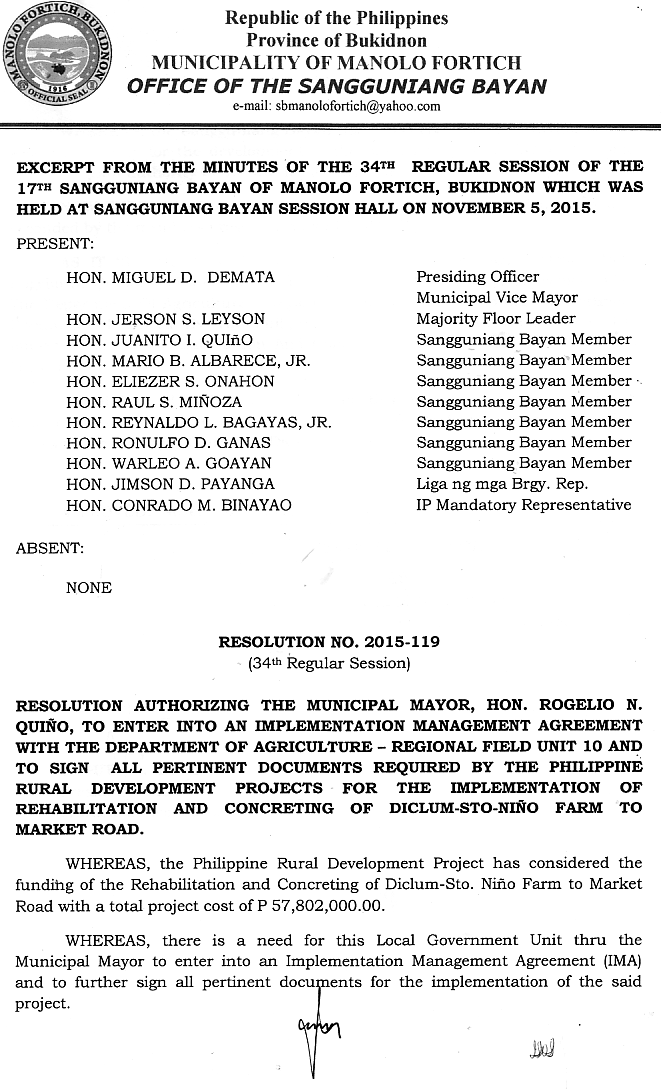 MANOLO FORTICH, BUKIDNON
1914
OFFICIAL SEAL
Republic of the Philippines
Province of Bukidnon
MUNICIPALITY OF MANOLO FORTICH
OFFICE OF THE SANGGUNIANG BAYAN
e-mail: sbmanolofortich@yahoo.com
EXCERPT FROM THE MINUTES OF THE 34TH REGULAR SESSION OF THE
17TH SANGGUNIANG BAYAN OF MANOLO FORTICH, BUKIDNON WHICH WAS
HELD AT SANGGUNIANG BAYAN SESSION HALL ON NOVEMBER 5, 2015.
PRESENT:
HON. MIGUEL D. DEMATA Presiding Officer
Municipal Vice Mayor
HON. JERSON S. LEYSON Majority Floor Leader
HON. JUANITO I. QUIñO Sangguniang Bayan Member
HON. MARIO B. ALBARECE, JR. Sangguniang Bayan Member
HON. ELIEZER S. ONAHON Sangguniang Bayan Member
HON. RAUL S. MIÑOZA Sangguniang Bayan Member
HON. REYNALDO L. BAGAYAS, JR. Sangguniang Bayan Member
HON. RONULFO D. GANAS Sangguniang Bayan Member
HON. WARLEO A. GOAYAN Sangguniang Bayan Member
HON. JIMSON D. PAYANGA Liga ng mga Brgy. Rep.
HON. CONRADO M. BINAYAO IP Mandatory Representative
ABSENT:
NONE
RESOLUTION NO. 2015-119
(34th Regular Session)
RESOLUTION AUTHORIZING THE MUNICIPAL MAYOR, HON. ROGELIO N.
QUIÑO, TO ENTER INTO AN IMPLEMENTATION MANAGEMENT AGREEMENT
WITH THE DEPARTMENT OF AGRICULTURE – REGIONAL FIELD UNIT 10 AND
TO SIGN ALL PERTINENT DOCUMENTS REQUIRED BY THE PHILIPPINE
RURAL DEVELOPMENT PROJECTS FOR THE IMPLEMENTATION OF
REHABILITATION AND CONCRETING OF DICLUM-STO-NIÑO FARM TO
MARKET ROAD.
WHEREAS, the Philippine Rural Development Project has considered the
funding of the Rehabilitation and Concreting of Diclum-Sto. Niño Farm to Market
Road with a total project cost of P 57,802,000.00.
WHEREAS, there is a need for this Local Government Unit thru the
Municipal Mayor to enter into an Implementation Management Agreement (IMA)
and to further sign all pertinent documents for the implementation of the said
project.